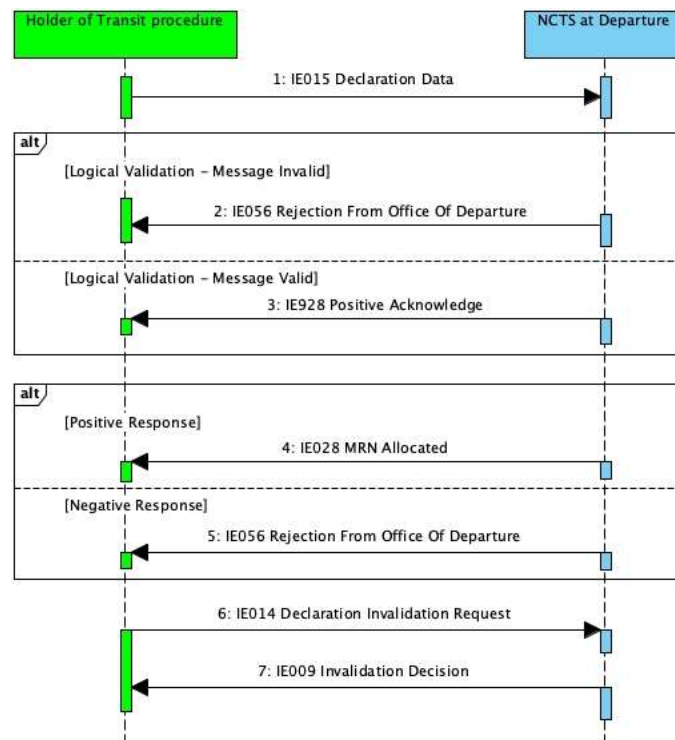 Holder of Transit procedure
NCTS at Departure
1: IE015 Declaration Data
alt
[Logical Validation – Message Invalid]
2: IE056 Rejection From Office Of Departure
[Logical Validation – Message Valid]
3: IE928 Positive Acknowledge
alt
[Positive Response]
4: IE028 MRN Allocated
[Negative Response]
5: IE056 Rejection From Office Of Departure
6: IE014 Declaration Invalidation Request
7: IE009 Invalidation Decision